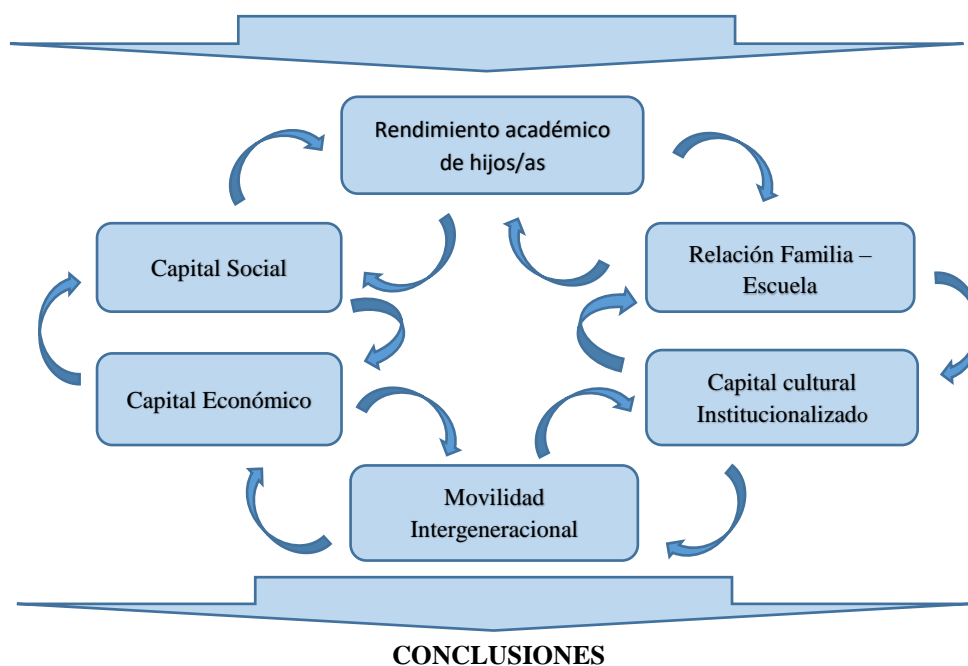 Rendimiento académico
de hijos/as
Capital Social
Relación Familia –
Escuela
Capital Económico
Capital cultural
Institucionalizado
Movilidad
Intergeneracional
CONCLUSIONES